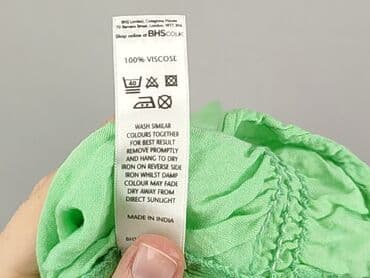 BHS Limited, Colegrave House
70 Berners Street, London,
Shop online at BHS.CO.UK
100% VISCOSE
40
WASH SIMILAR
COLOURS TOGETHER
FOR BEST RESULT
REMOVE PROMPTLY
AND HANG TO DRY
IRON ON REVERSE SIDE
IRON WHILST DAMP
COLOUR MAY FADE
DRY AWAY FROM
DIRECT SUNLIGHT
MADE IN INDIA